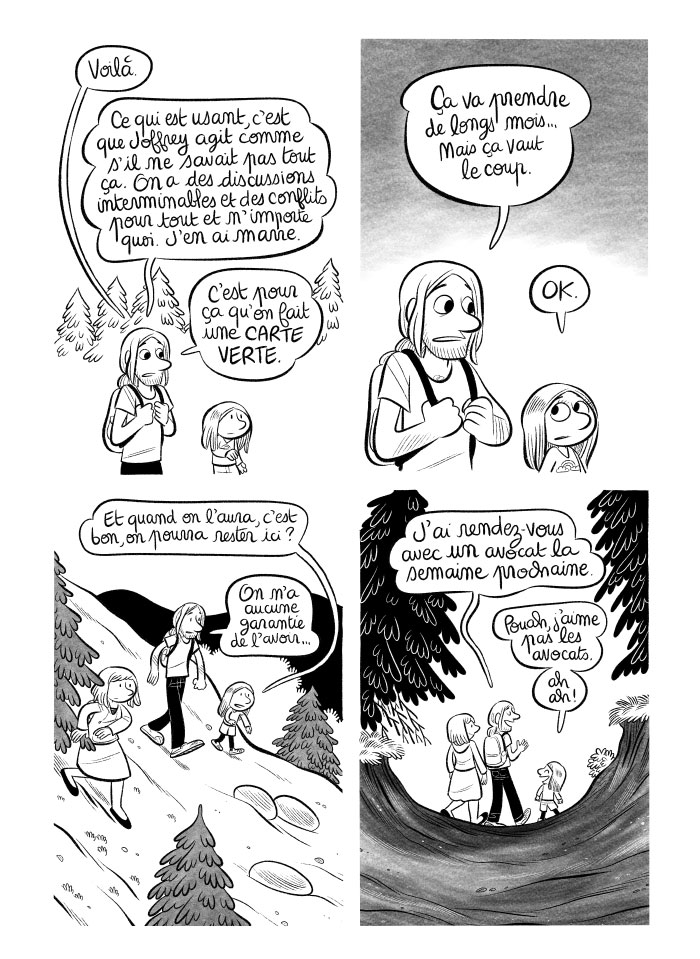 Voilà.
Ce qui est usant, c'est
que Joffrey agit comme
s'il ne savait pas tout
ça. On a des discussions
interminables et des conflits
pour tout et n'importe
quoi. J'en ai marre.
C'est pour
ça qu'on fait
une CARTE
VERTE.
Ça va prendre
de longs mois...
Mais ça vaut
le coup.
OK.
Et quand on l'aura, c'est
bon, on pourra rester ici ?
On n'a
aucune
garantie
de l'avoir...
J'ai rendez-vous
avec un avocat la
semaine prochaine.
Pouah, j'aime
pas les
avocats.
ah
ah !